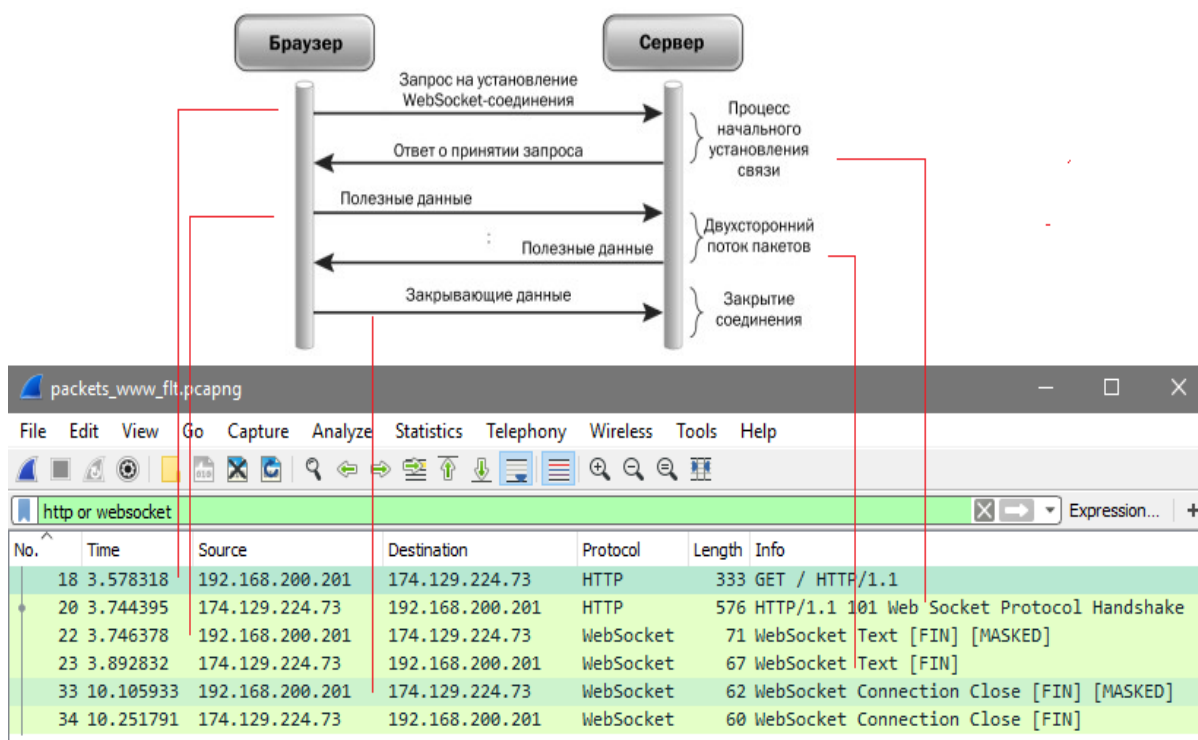 Браузер
Сервер
Запрос на установление
WebSocket-соединения
Процесс
начального
установления
связи
Ответ о принятии запроса
Полезные данные
Двухсторонний
поток пакетов
Полезные данные
Закрывающие данные
Закрытие
соединения
packets_www_flt.pcapng
File Edit View Go Capture Analyze Statistics Telephony Wireless Tools Help
http or websocket
Expression...
+
No. Time Source Destination Protocol Length Info
18 3.578318 192.168.200.201 174.129.224.73 HTTP 333 GET / HTTP/1.1
20 3.744395 174.129.224.73 192.168.200.201 HTTP 576 HTTP/1.1 101 Web Socket Protocol Handshake
22 3.746378 192.168.200.201 174.129.224.73 WebSocket 71 WebSocket Text [FIN] [MASKED]
23 3.892832 174.129.224.73 192.168.200.201 WebSocket 67 WebSocket Text [FIN]
33 10.105933 192.168.200.201 174.129.224.73 WebSocket 62 WebSocket Connection Close [FIN] [MASKED]
34 10.251791 174.129.224.73 192.168.200.201 WebSocket 60 WebSocket Connection Close [FIN]